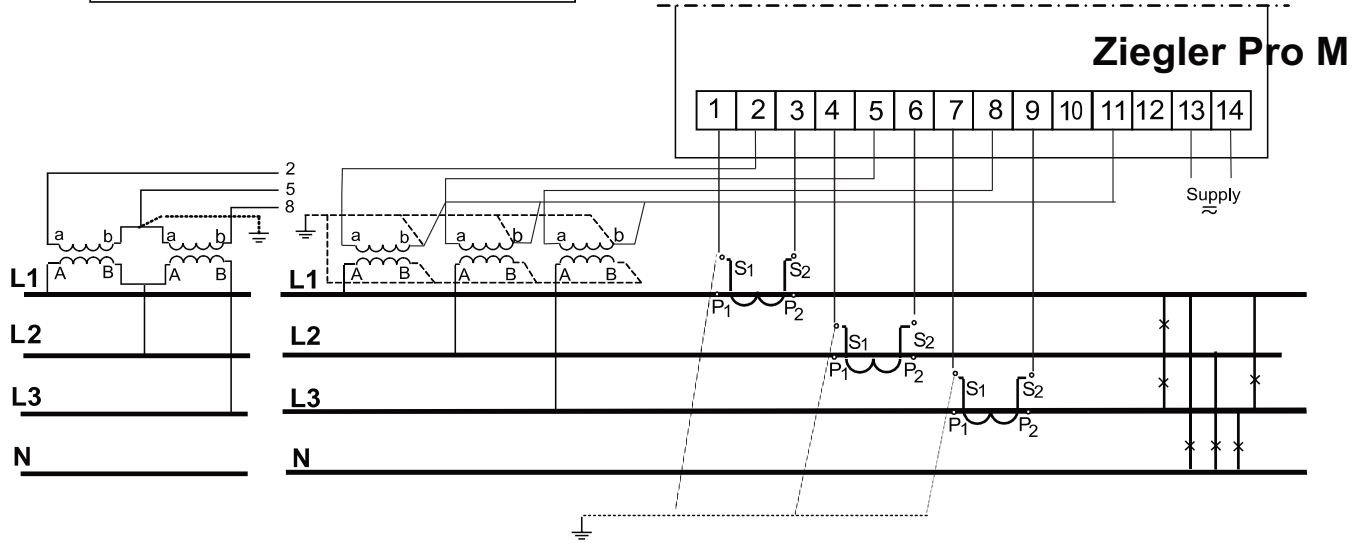 Ziegler Pro M
1 2 3 4 5 6 7 8 9 10 11 12 13 14
2
5
8
Supply
a b a b
a b a b a b
A B A B
A B A B A B
S1 S2
L1
L1
P1 P2
L2
L2
S1 S2
P1 P2
S1 S2
L3
L3
P1 P2
N
N